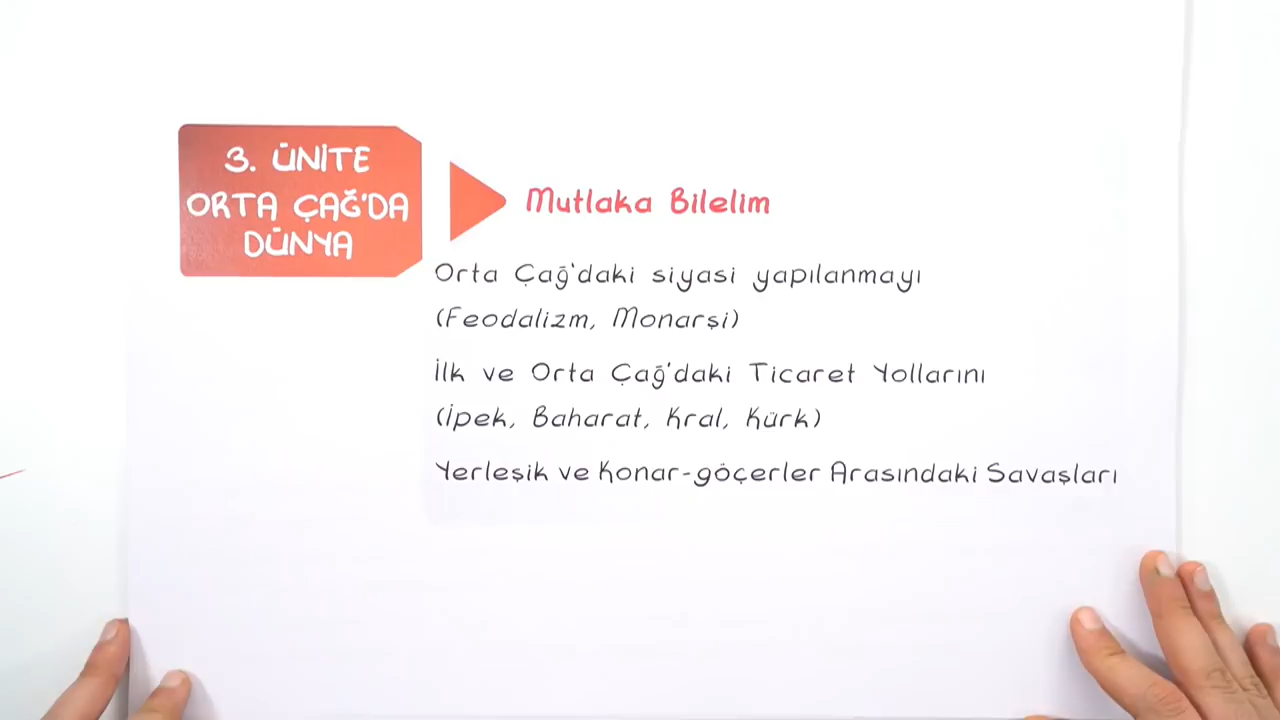 3. ÜNİTE
ORTA ÇAĞ'DA
DÜNYA
Mutlaka Bilelim
Orta Çağ'daki siyasi yapılanmayı
(Feodalizm, Monarşi)
İlk ve Orta Çağ'daki Ticaret Yollarını
(İpek, Baharat, Kral, Kürk)
Yerleşik ve Konar-göçerler Arasındaki Savaşları